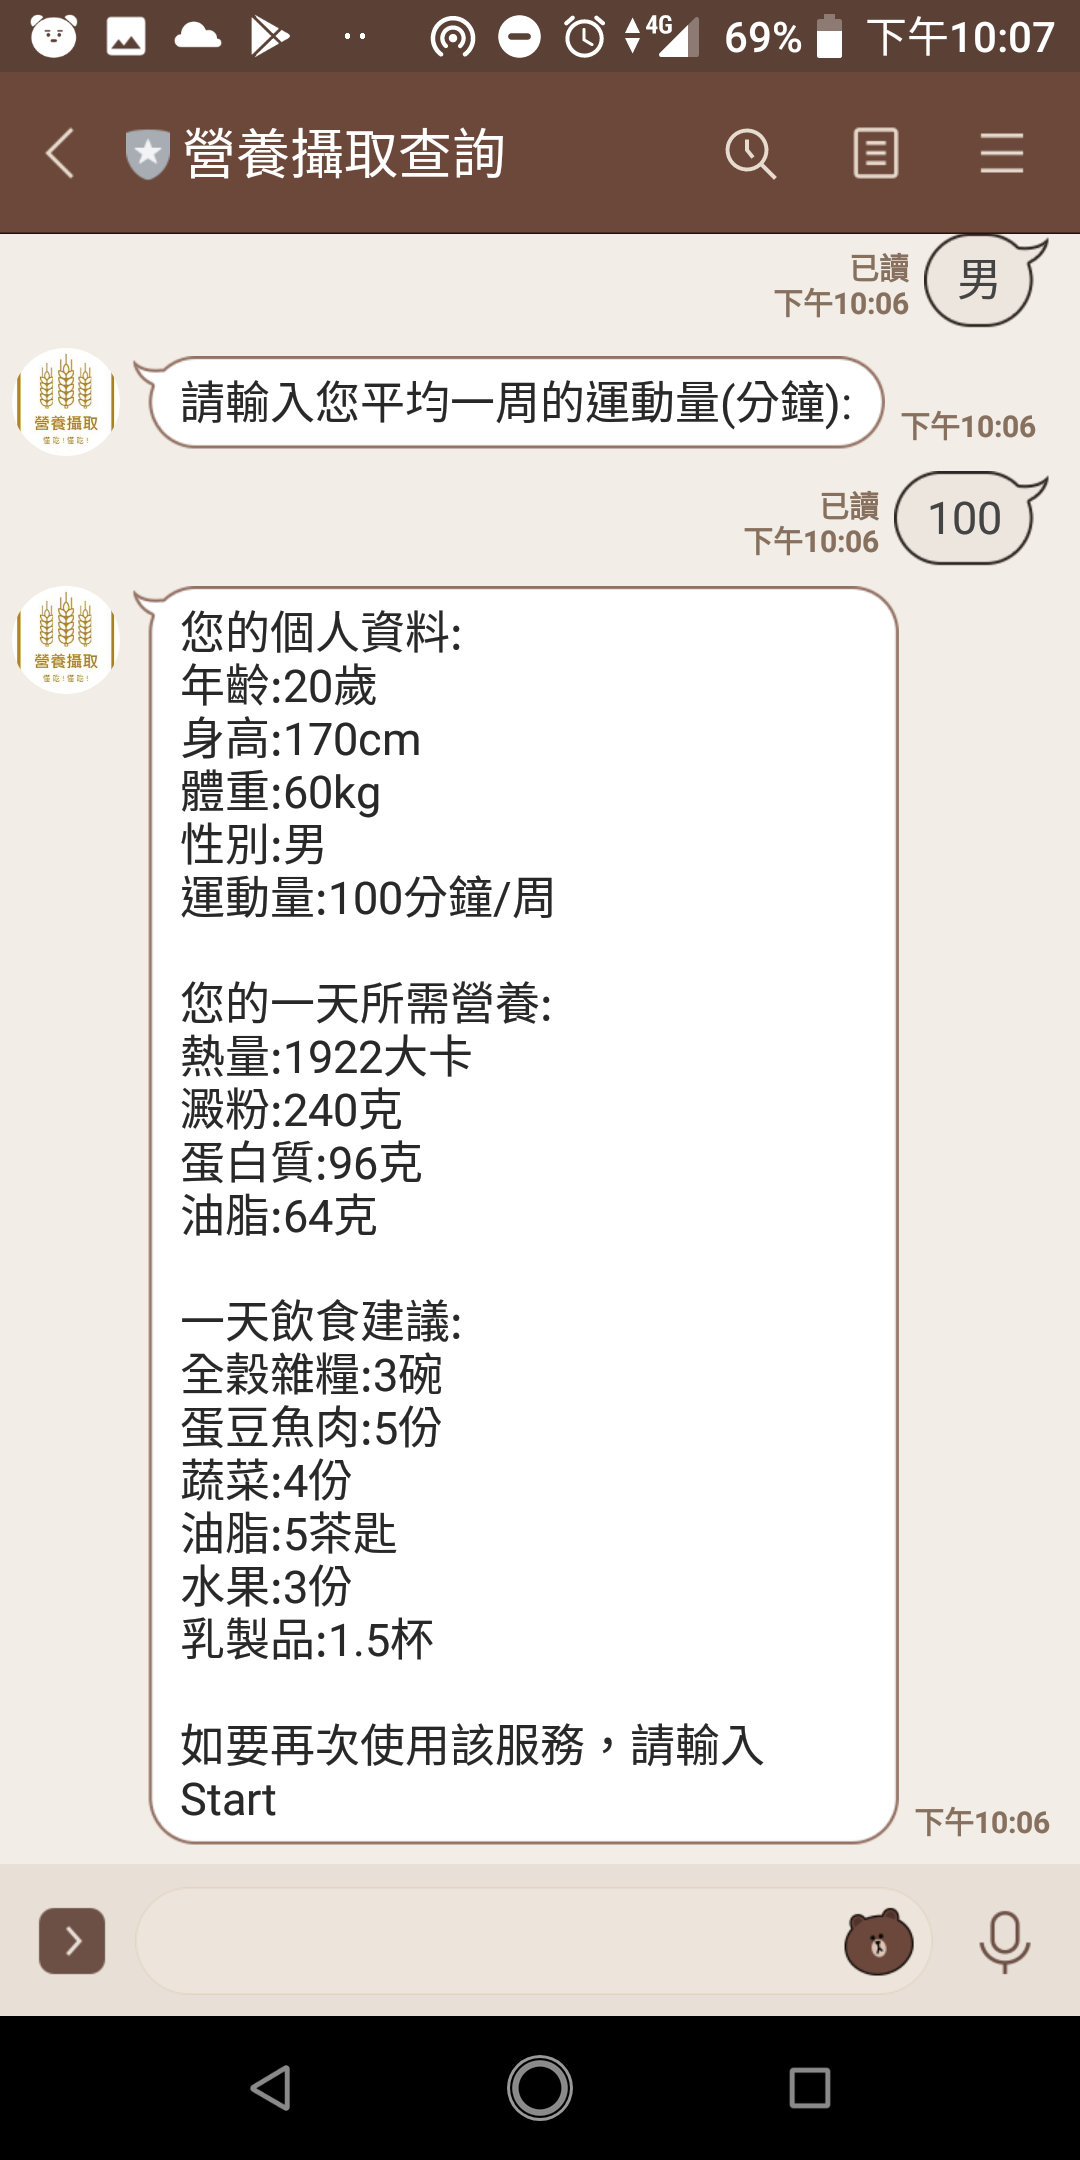 4G 69% 下午10:07
營養攝取查詢
已讀
下午10:06
男
營養攝取
請輸入您平均一周的運動量(分鐘):
下午10:06
已讀
下午10:06
100
營養攝取
您的個人資料:
年齡:20歲
身高:170cm
體重:60kg
性別:男
運動量:100分鐘/周
您的一天所需營養:
熱量:1922大卡
澱粉:240克
蛋白質:96克
油脂:64克
一天飲食建議:
全穀雜糧:3碗
蛋豆魚肉:5份
蔬菜:4份
油脂:5茶匙
水果:3份
乳製品:1.5杯
如要再次使用該服務，請輸入
Start
下午10:06